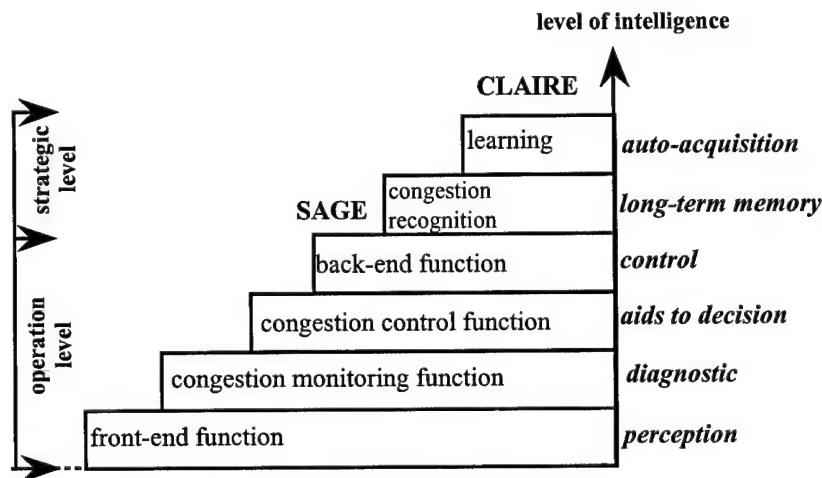 level of intelligence
CLAIRE
learning
auto-acquisition
strategic
level
congestion
recognition
long-term memory
SAGE
back-end function
control
operation
level
congestion control function
aids to decision
congestion monitoring function
diagnostic
front-end function
perception